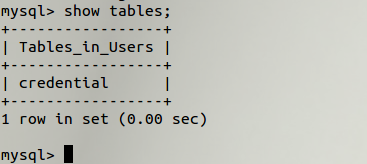 mysql> show tables;
+-----------------+
| Tables_in_Users |
+-----------------+
| credential      |
+-----------------+
1 row in set (0.00 sec)
mysql>